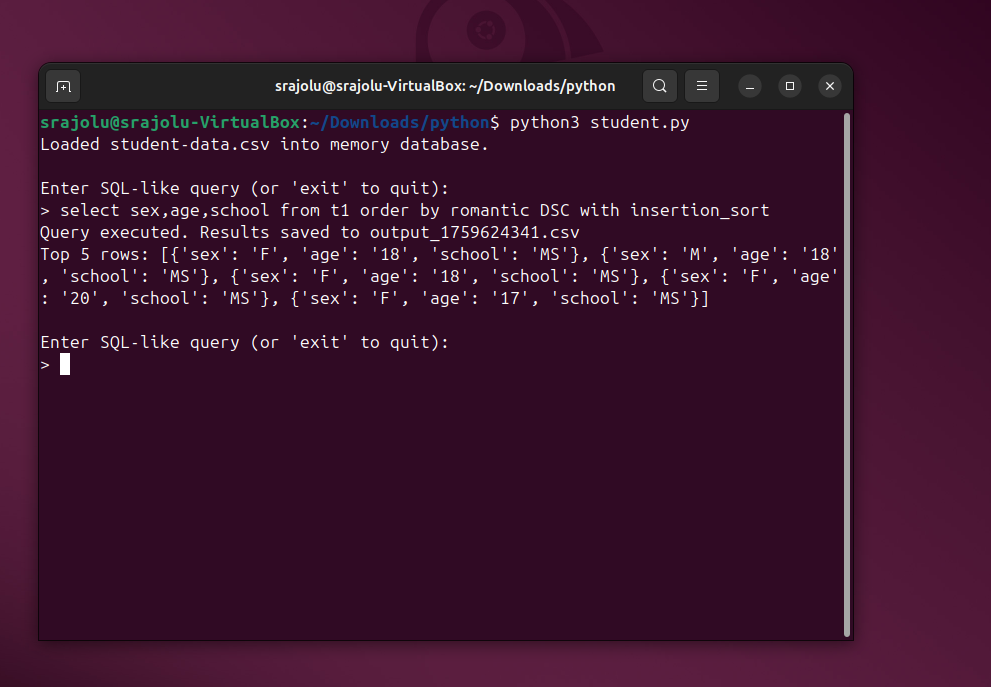 srajolu@srajolu-VirtualBox: ~/Downloads/python
srajolu@srajolu-VirtualBox:~/Downloads/python$ python3 student.py
Loaded student-data.csv into memory database.
Enter SQL-like query (or 'exit' to quit):
> select sex,age,school from t1 order by romantic DSC with insertion_sort
Query executed. Results saved to output_1759624341.csv
Top 5 rows: [{'sex': 'F', 'age': '18', 'school': 'MS'}, {'sex': 'M', 'age': '18'
, 'school': 'MS'}, {'sex': 'F', 'age': '18', 'school': 'MS'}, {'sex': 'F', 'age'
: '20', 'school': 'MS'}, {'sex': 'F', 'age': '17', 'school': 'MS'}]
Enter SQL-like query (or 'exit' to quit):
>